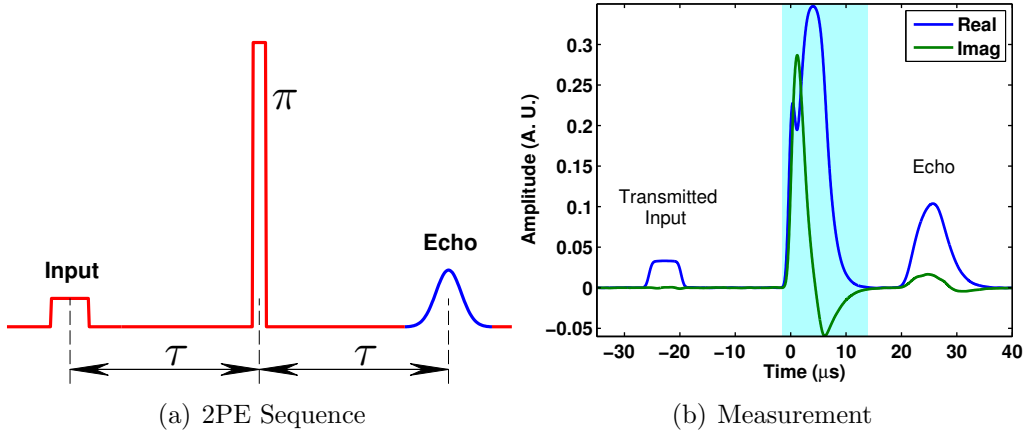 π
Input
Echo
τ
τ
(a) 2PE Sequence
Amplitude (A. U.)
0.3
0.25
0.2
0.15
0.1
0.05
0
−0.05
Real
Imag
Transmitted
Input
Echo
−30
−20
−10
0
10
20
30
40
Time (μs)
(b) Measurement